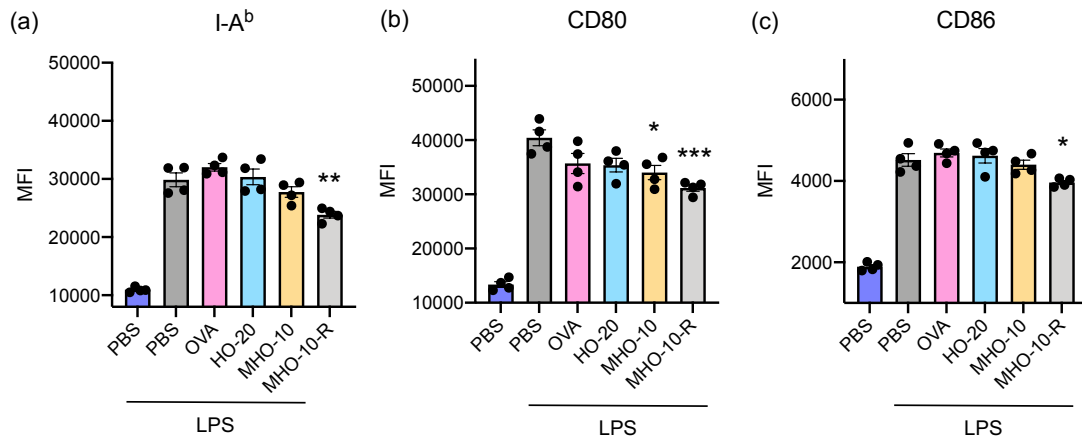 (a)
I-Aᵇ
MFI
50000
40000
30000
20000
10000
**
PBS
PBS
OVA
HO-20
MHO-10
MHO-10-R
LPS
(b)
CD80
MFI
50000
40000
30000
20000
10000
*
***
PBS
PBS
OVA
HO-20
MHO-10
MHO-10-R
LPS
(c)
CD86
MFI
6000
4000
2000
*
PBS
PBS
OVA
HO-20
MHO-10
MHO-10-R
LPS